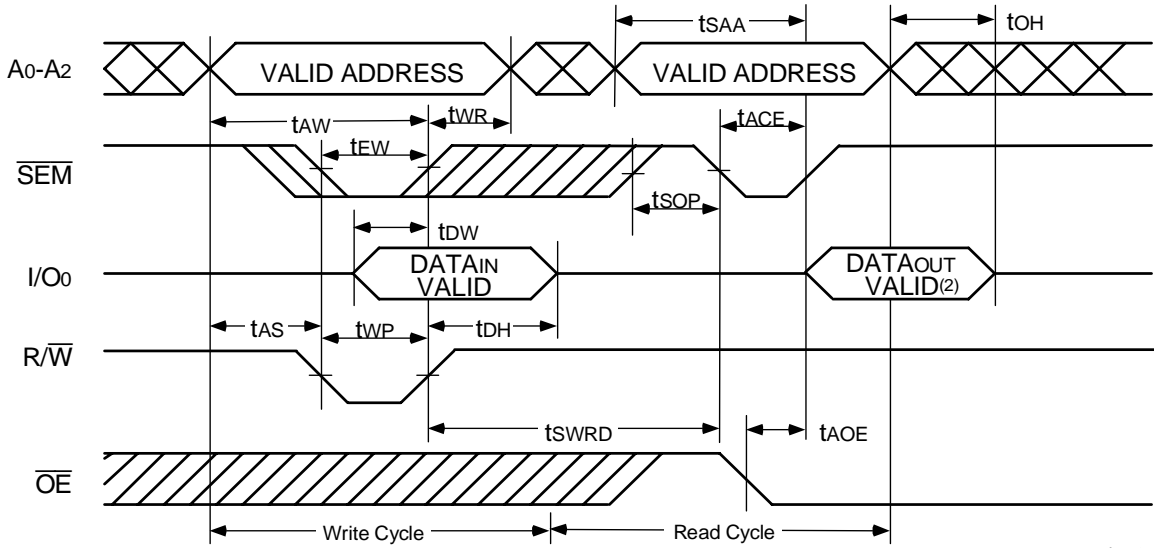 tSAA
tOH
A0-A2
VALID ADDRESS
VALID ADDRESS
tAW
tWR
tACE
tEW
SEM
tSOP
tDW
I/O0
DATAIN
VALID
DATAOUT
VALID(2)
tAS
tWP
tDH
R/W
tSWRD
tAOE
OE
Write Cycle
Read Cycle